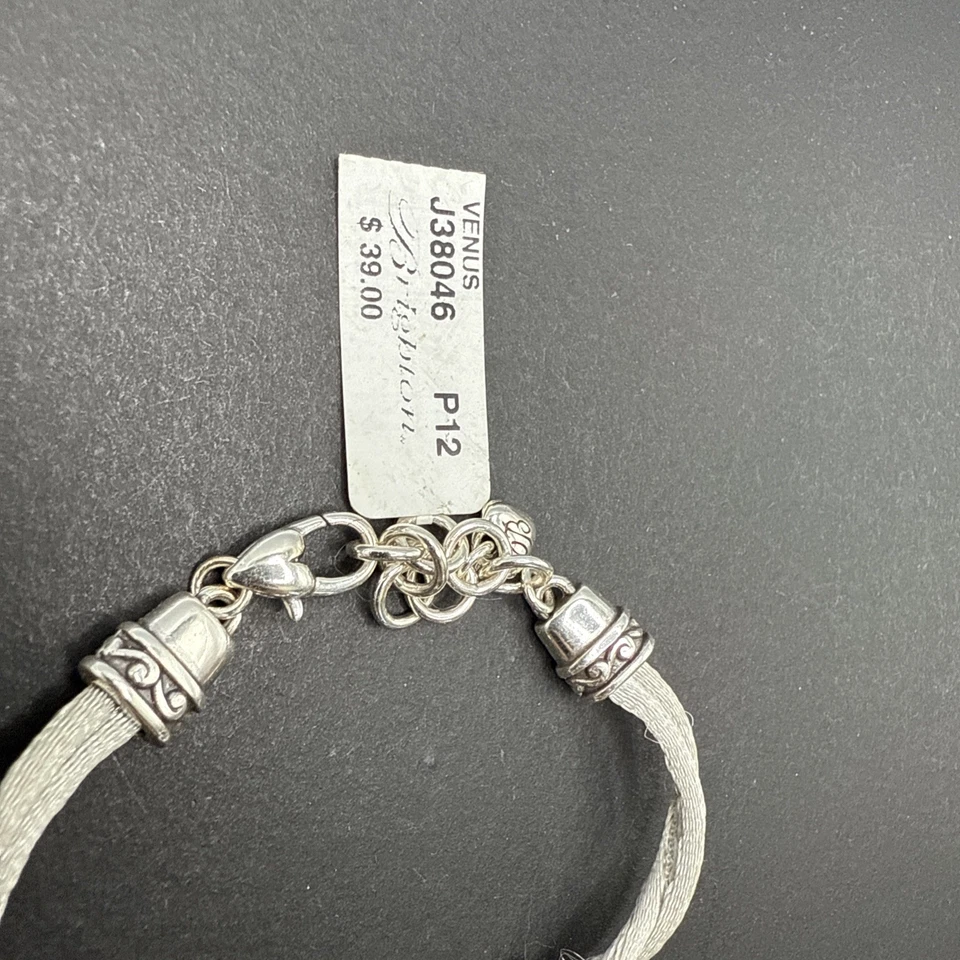 VENUS
J38046 P12
Brighton
$ 39.00